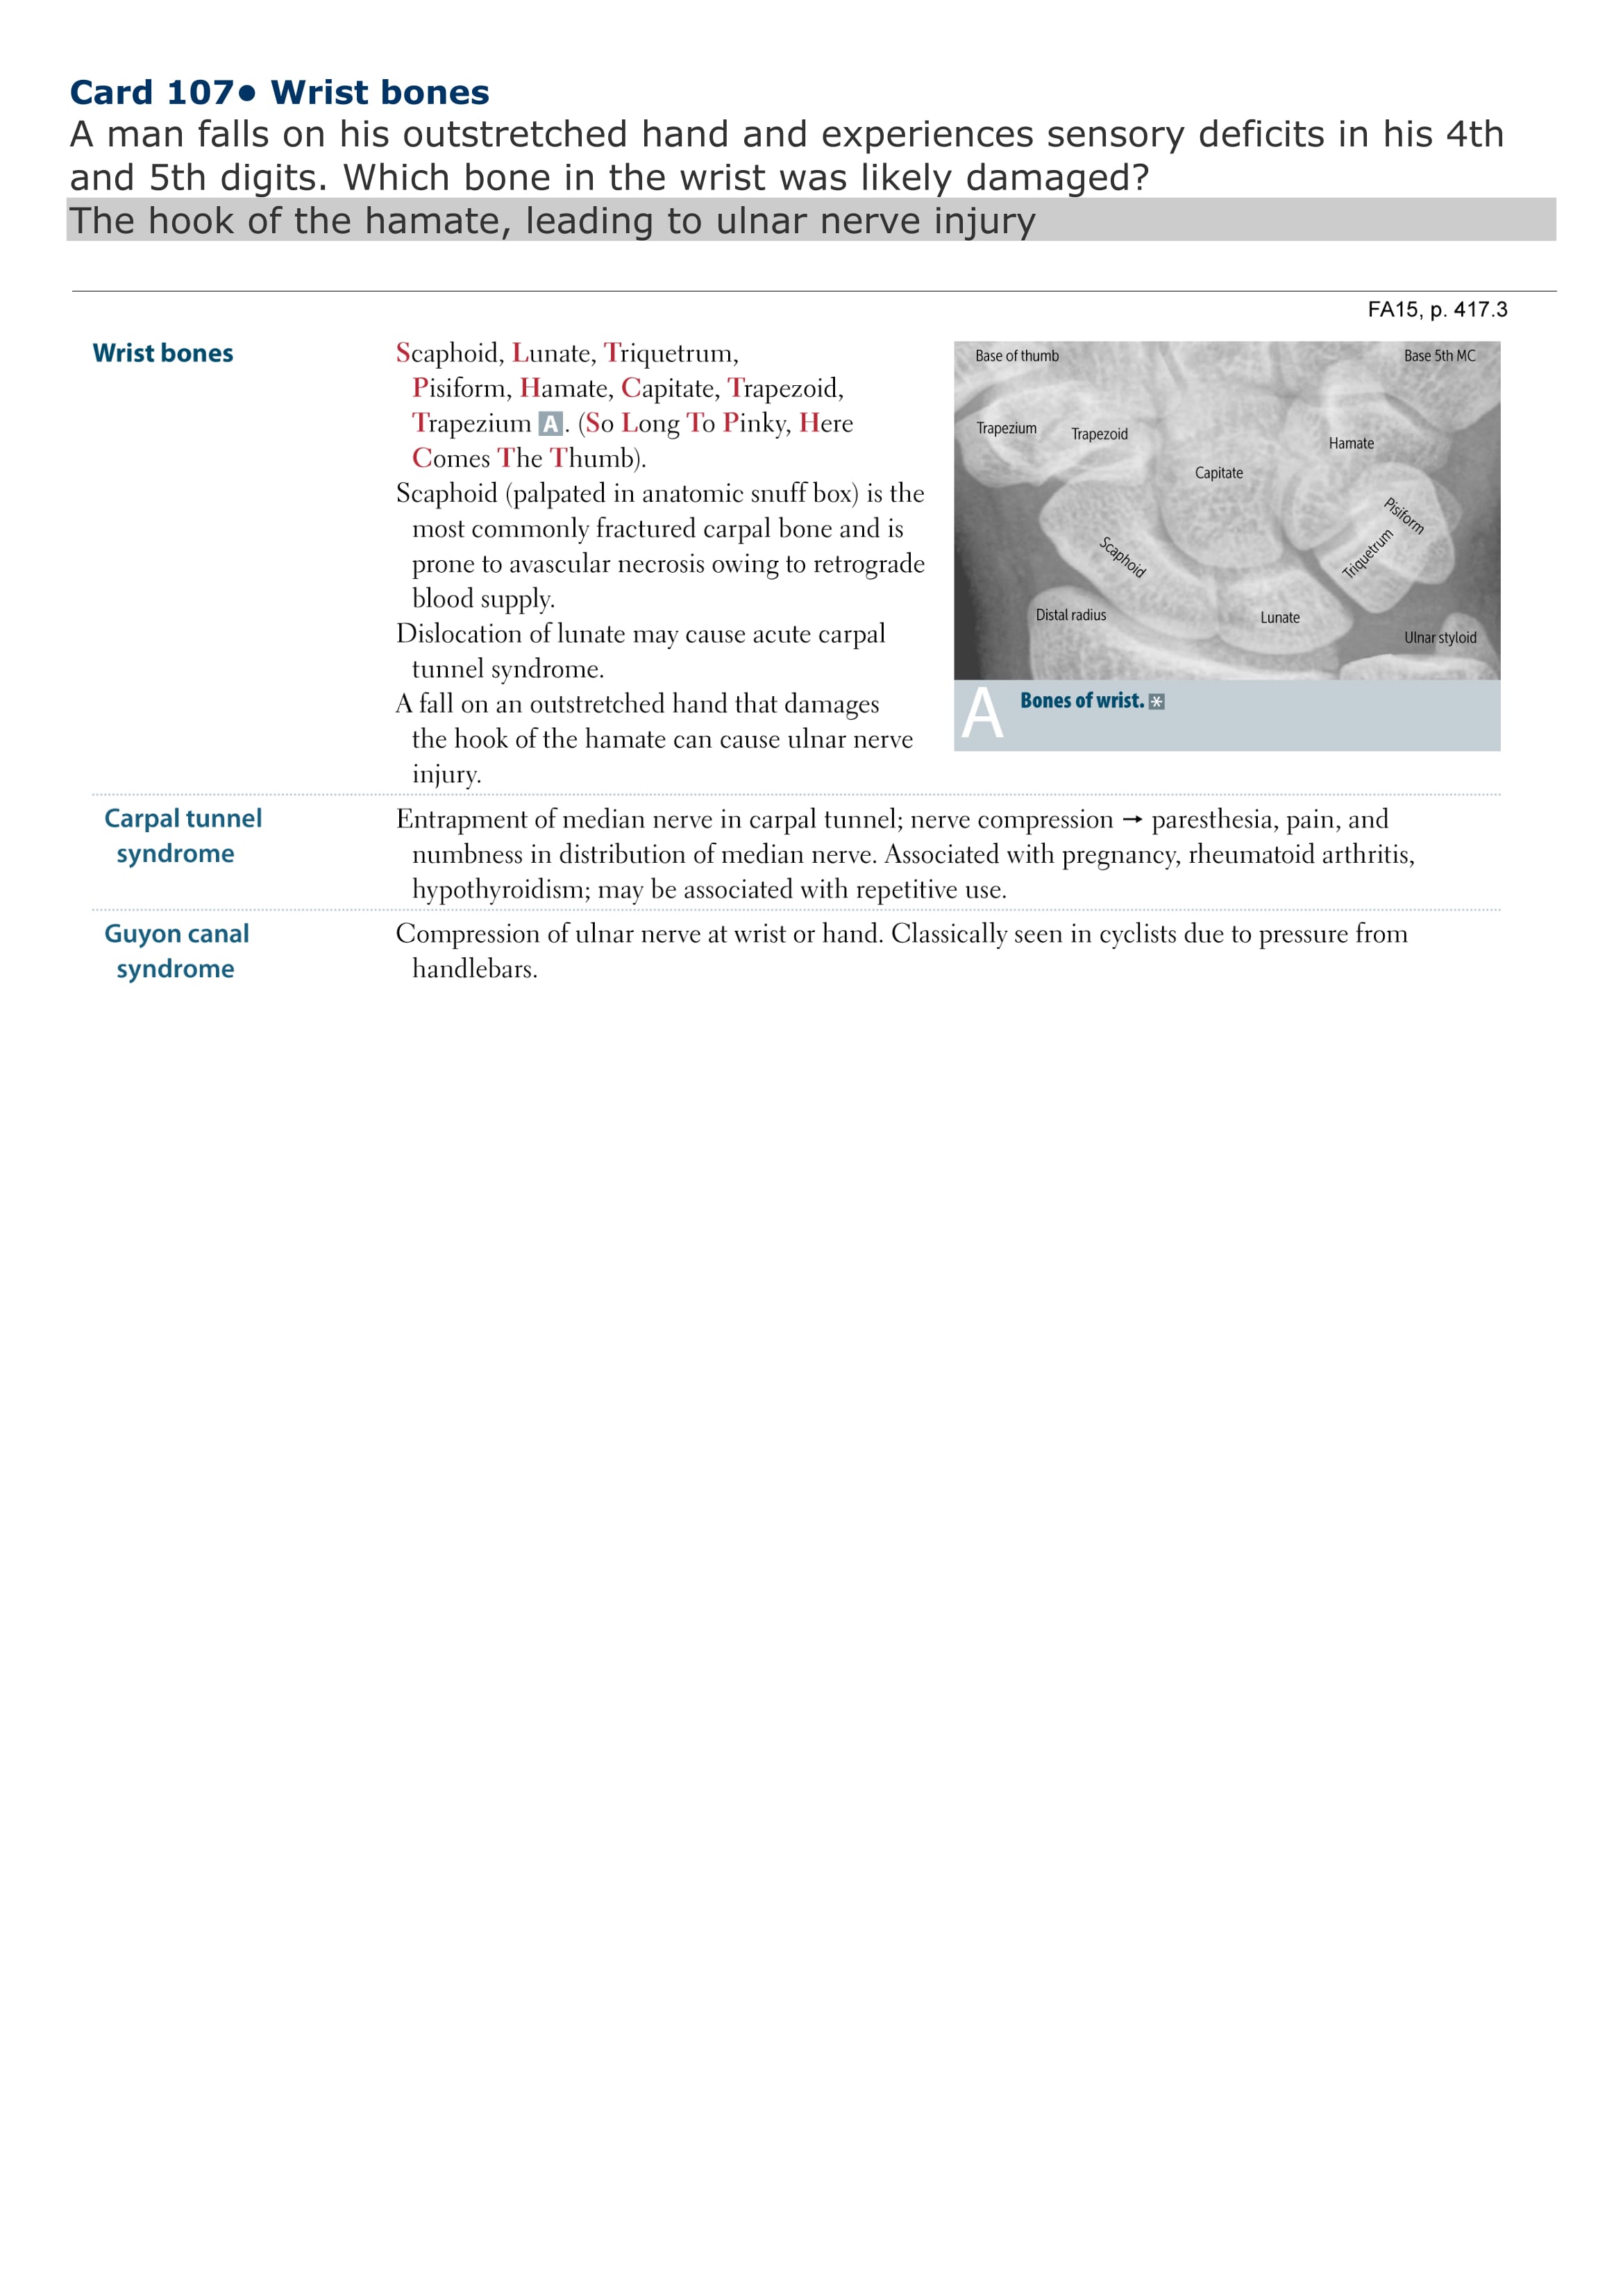 Card 107• Wrist bones
A man falls on his outstretched hand and experiences sensory deficits in his 4th
and 5th digits. Which bone in the wrist was likely damaged?
The hook of the hamate, leading to ulnar nerve injury
FA15, p. 417.3
Wrist bones
Scaphoid, Lunate, Triquetrum,
Pisiform, Hamate, Capitate, Trapezoid,
Trapezium A. (So Long To Pinky, Here
Comes The Thumb).
Scaphoid (palpated in anatomic snuff box) is the
most commonly fractured carpal bone and is
prone to avascular necrosis owing to retrograde
blood supply.
Dislocation of lunate may cause acute carpal
tunnel syndrome.
A fall on an outstretched hand that damages
the hook of the hamate can cause ulnar nerve
injury.
Base of thumb
Base 5th MC
Trapezium
Trapezoid
Hamate
Capitate
Pisiform
Triquetrum
Scaphoid
Distal radius
Lunate
Ulnar styloid
A Bones of wrist. *
Carpal tunnel
syndrome
Entrapment of median nerve in carpal tunnel; nerve compression → paresthesia, pain, and
numbness in distribution of median nerve. Associated with pregnancy, rheumatoid arthritis,
hypothyroidism; may be associated with repetitive use.
Guyon canal
syndrome
Compression of ulnar nerve at wrist or hand. Classically seen in cyclists due to pressure from
handlebars.